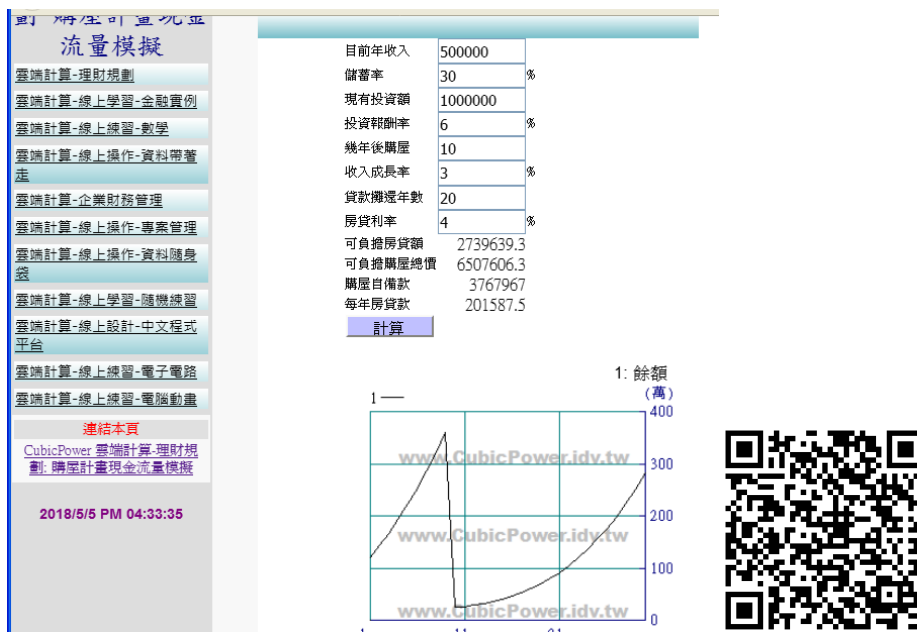 劃 購屋計畫現金
流量模擬
雲端計算-理財規劃
雲端計算-線上學習-金融實例
雲端計算-線上練習-數學
雲端計算-線上操作-資料帶著
走
雲端計算-企業財務管理
雲端計算-線上操作-專案管理
雲端計算-線上操作-資料隨身
袋
雲端計算-線上學習-隨機練習
雲端計算-線上設計-中文程式
平台
雲端計算-線上練習-電子電路
雲端計算-線上練習-電腦動畫
連結本頁
CubicPower 雲端計算-理財規
劃: 購屋計畫現金流量模擬
2018/5/5 PM 04:33:35
目前年收入 500000
儲蓄率 30 %
現有投資額 1000000
投資報酬率 6 %
幾年後購屋 10
收入成長率 3 %
貸款攤還年數 20
房貸利率 4 %
可負擔房貸額 2739639.3
可負擔購屋總價 6507606.3
購屋自備款 3767967
每年房貸款 201587.5
計算
1: 餘額
1 (萬)
400
www.CubicPower.idv.tw 300
200
www.CubicPower.idv.tw
100
www.CubicPower.idv.tw 0